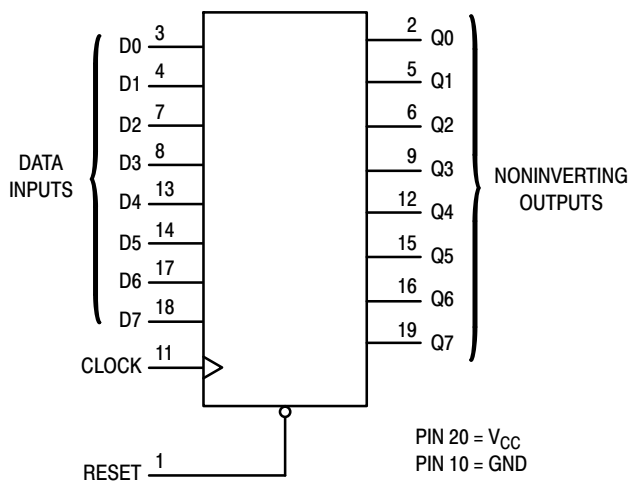 D0 3
D1 4
D2 7
D3 8
D4 13
D5 14
D6 17
D7 18
DATA
INPUTS
CLOCK 11
RESET 1
2 Q0
5 Q1
6 Q2
9 Q3
12 Q4
15 Q5
16 Q6
19 Q7
NONINVERTING
OUTPUTS
PIN 20 = VCC
PIN 10 = GND